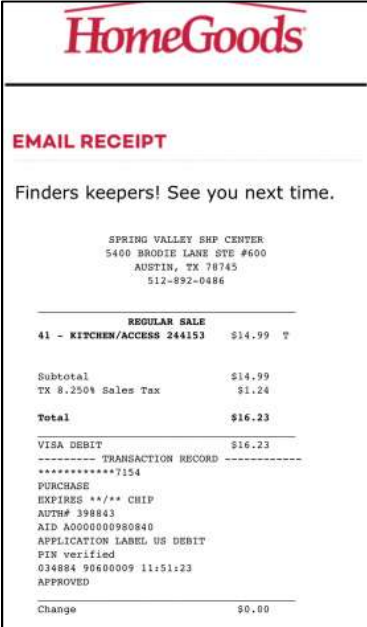 HomeGoods
EMAIL RECEIPT
Finders keepers! See you next time.
SPRING VALLEY SHP CENTER
5400 BRODIE LANE STE #600
AUSTIN, TX 78745
512-892-0486
REGULAR SALE
41 - KITCHEN/ACCESS 244153 $14.99 T
Subtotal $14.99
TX 8.250% Sales Tax $1.24
Total $16.23
VISA DEBIT $16.23
--------- TRANSACTION RECORD ------------
************7154
PURCHASE
EXPIRES **/** CHIP
AUTH# 398843
AID A0000000980840
APPLICATION LABEL US DEBIT
PIN verified
034884 90600009 11:51:23
APPROVED
Change $0.00